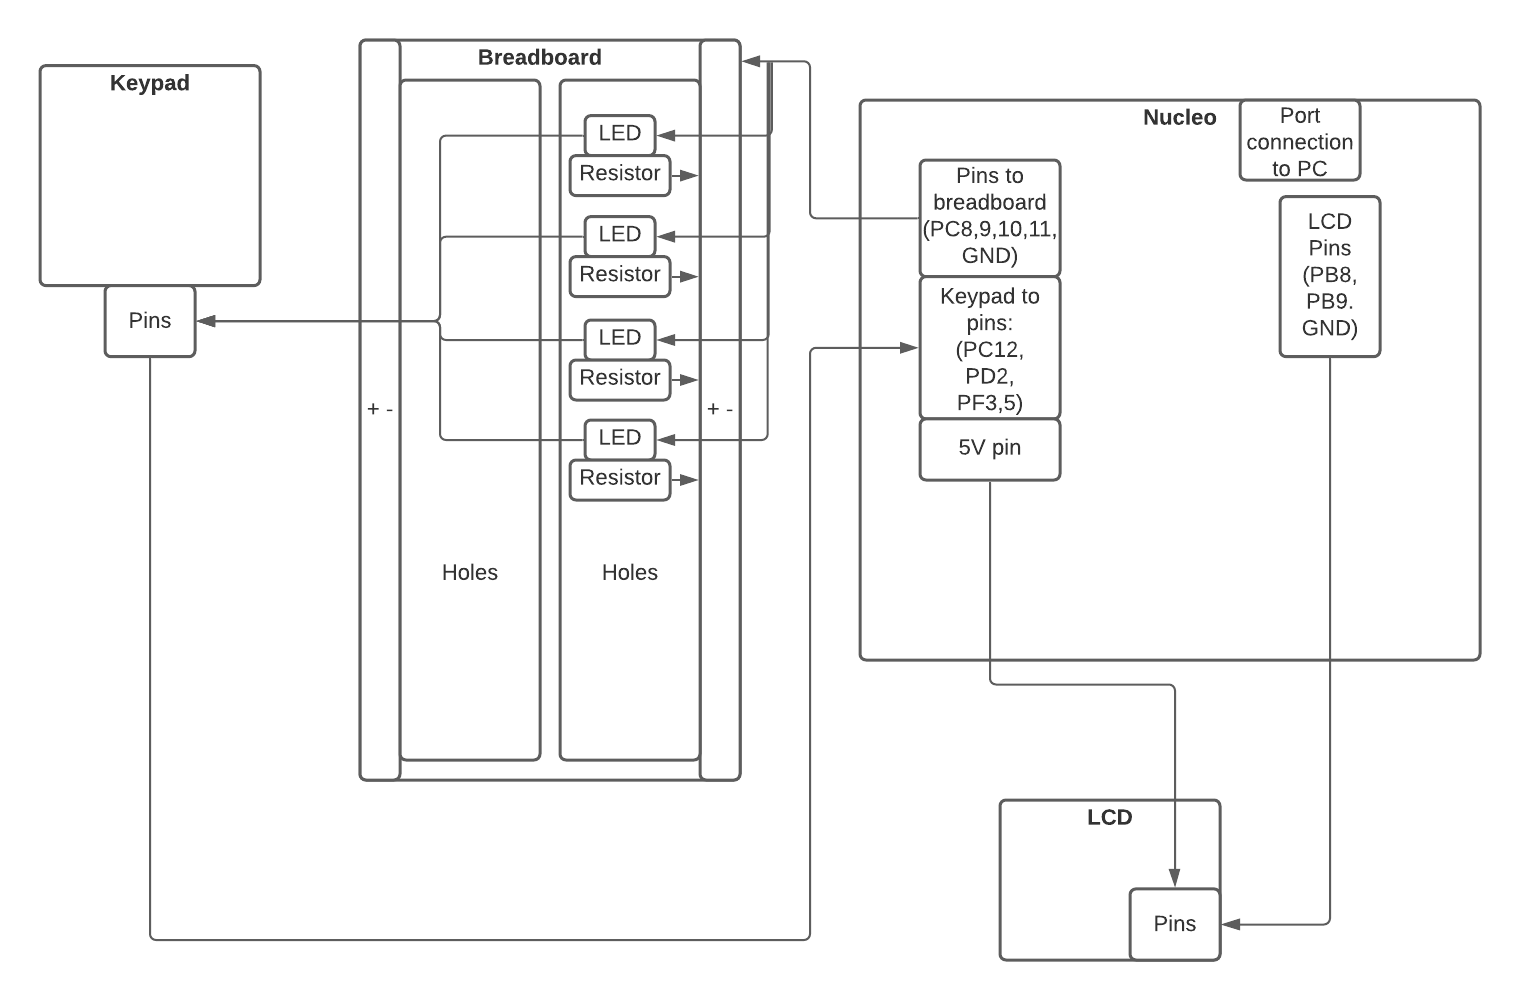 Keypad
Pins
Breadboard
+ -
Holes
LED
Resistor
LED
Resistor
LED
Resistor
LED
Resistor
Holes
+ -
Nucleo
Port
connection
to PC
Pins to
breadboard
(PC8,9,10,11,
GND)
Keypad to
pins:
(PC12,
PD2,
PF3,5)
5V pin
LCD
Pins
(PB8,
PB9.
GND)
LCD
Pins